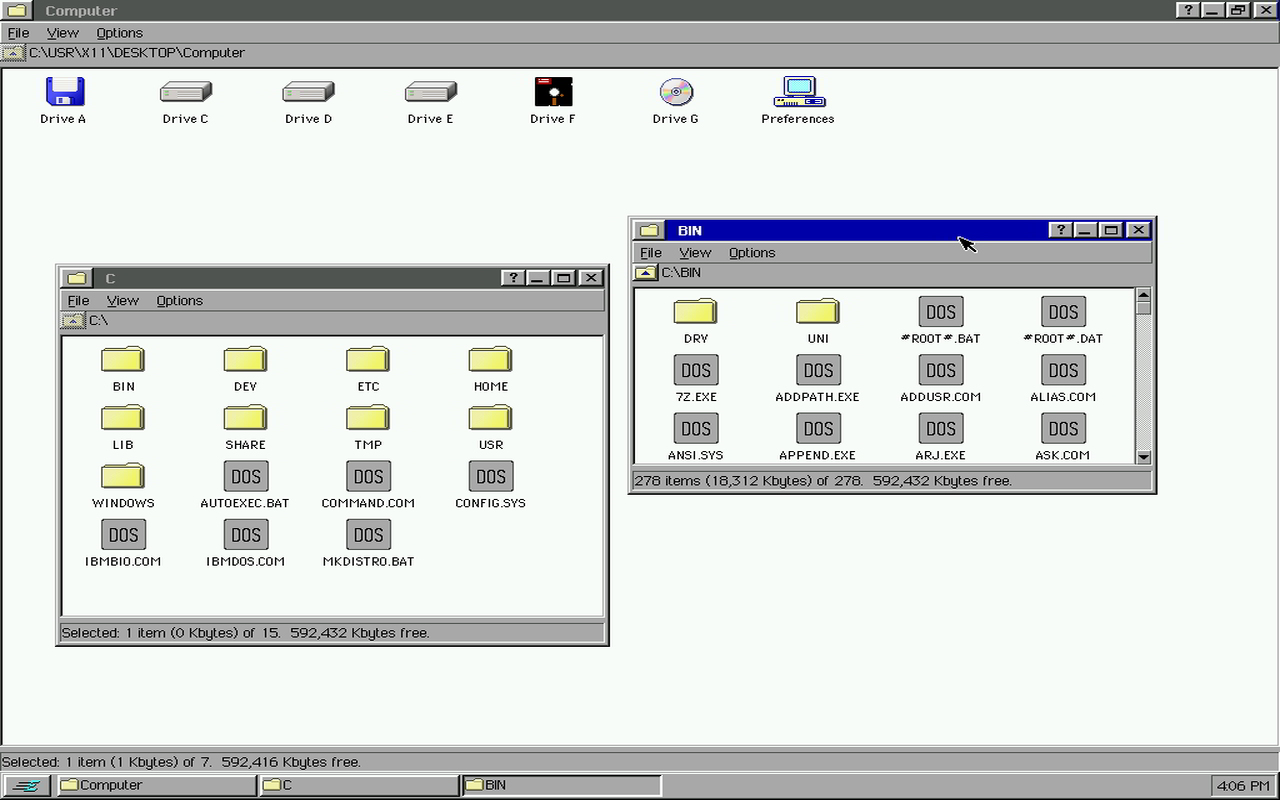 Computer
File View Options
C:\USR\X11\DESKTOP\Computer
Drive A Drive C Drive D Drive E Drive F Drive G Preferences
BIN
File View Options
C:\BIN
DRV UNI #ROOT#.BAT #ROOT#.DAT
7Z.EXE ADDPATH.EXE ADDUSR.COM ALIAS.COM
ANSI.SYS APPEND.EXE ARJ.EXE ASK.COM
DOS DOS
DOS DOS DOS DOS
DOS DOS DOS DOS
278 items (18,312 Kbytes) of 278. 592,432 Kbytes free.
C
File View Options
C:\
BIN DEV ETC HOME
LIB SHARE TMP USR
DOS DOS DOS
WINDOWS AUTOEXEC.BAT COMMAND.COM CONFIG.SYS
DOS DOS DOS
IBMBIO.COM IBMDOS.COM MKDISTRO.BAT
Selected: 1 item (0 Kbytes) of 15. 592,432 Kbytes free.
Selected: 1 item (1 Kbytes) of 7. 592,416 Kbytes free.
Computer C BIN 4:06 PM